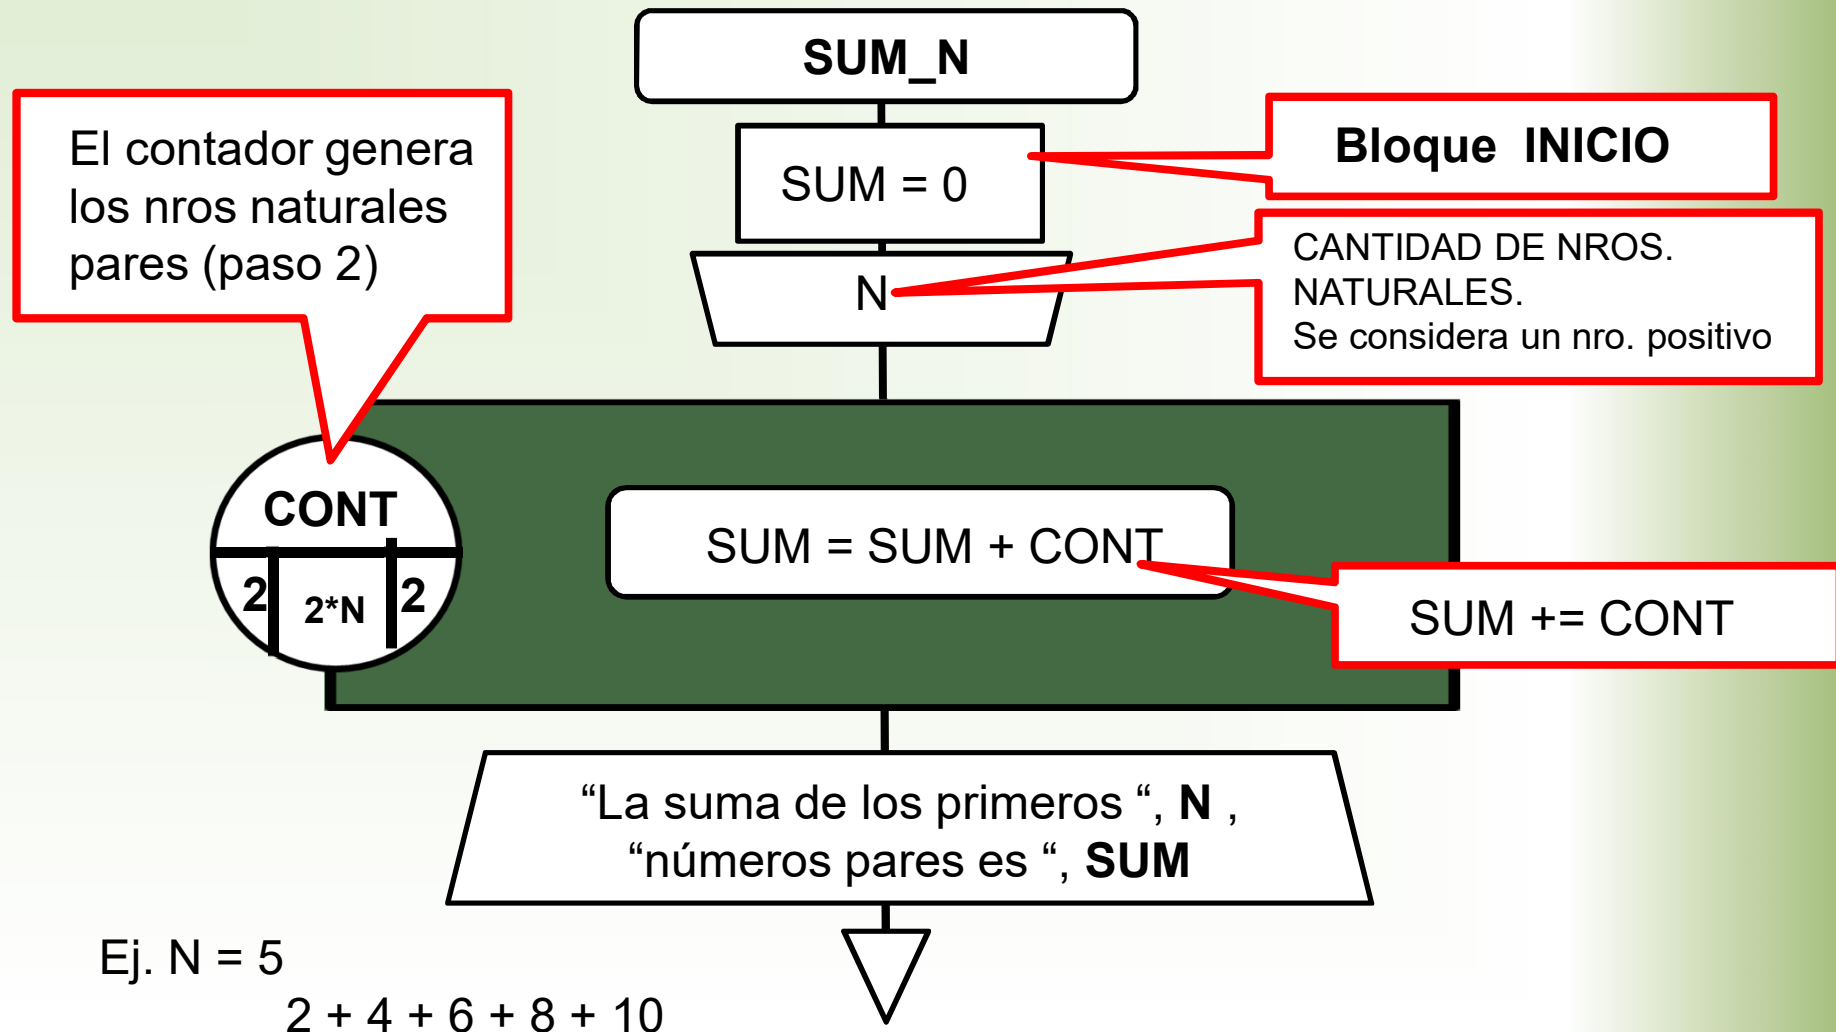 SUM_N
El contador genera
los nros naturales
pares (paso 2)
SUM = 0
Bloque INICIO
N
CANTIDAD DE NROS.
NATURALES.
Se considera un nro. positivo
CONT
2
2*N
2
SUM = SUM + CONT
SUM += CONT
“La suma de los primeros “, N ,
“números pares es “, SUM
Ej. N = 5
2 + 4 + 6 + 8 + 10